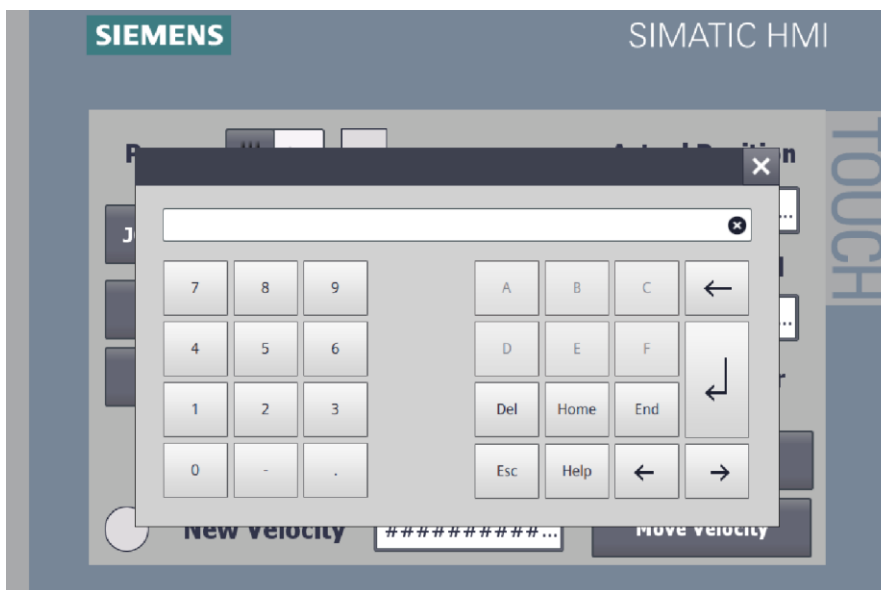 SIEMENS
SIMATIC HMI
TOUCH
7 8 9 A B C ←
4 5 6 D E F ↵
1 2 3 Del Home End
0 - . Esc Help ← →
New Velocity ##########... Move Velocity